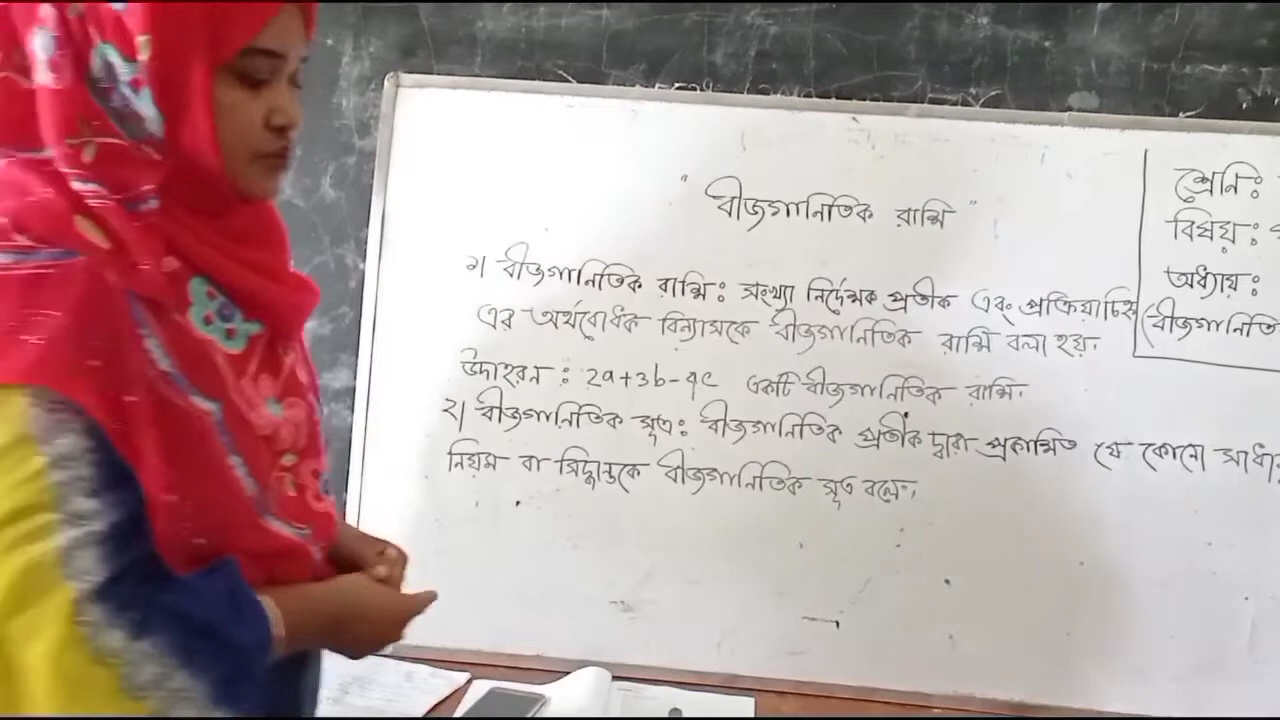 "বীজগানিতিক রাশি"
১। বীজগানিতিক রাশি: সংখ্যা নির্দেশক প্রতীক এবং প্রক্রিয়াচিহ্ন
এর অর্থবোধক বিন্যাসকে বীজগানিতিক রাশি বলা হয়।
উদাহরন: 2a+3b-4c একটি বীজগানিতিক রাশি।
২। বীজগানিতিক সূত্র: বীজগানিতিক প্রতীক দ্বারা প্রকাশিত যে কোনো
নিয়ম বা সিদ্ধান্তকে বীজগানিতিক সূত্র বলে।
শ্রেনি:
বিষয়:
অধ্যায়: